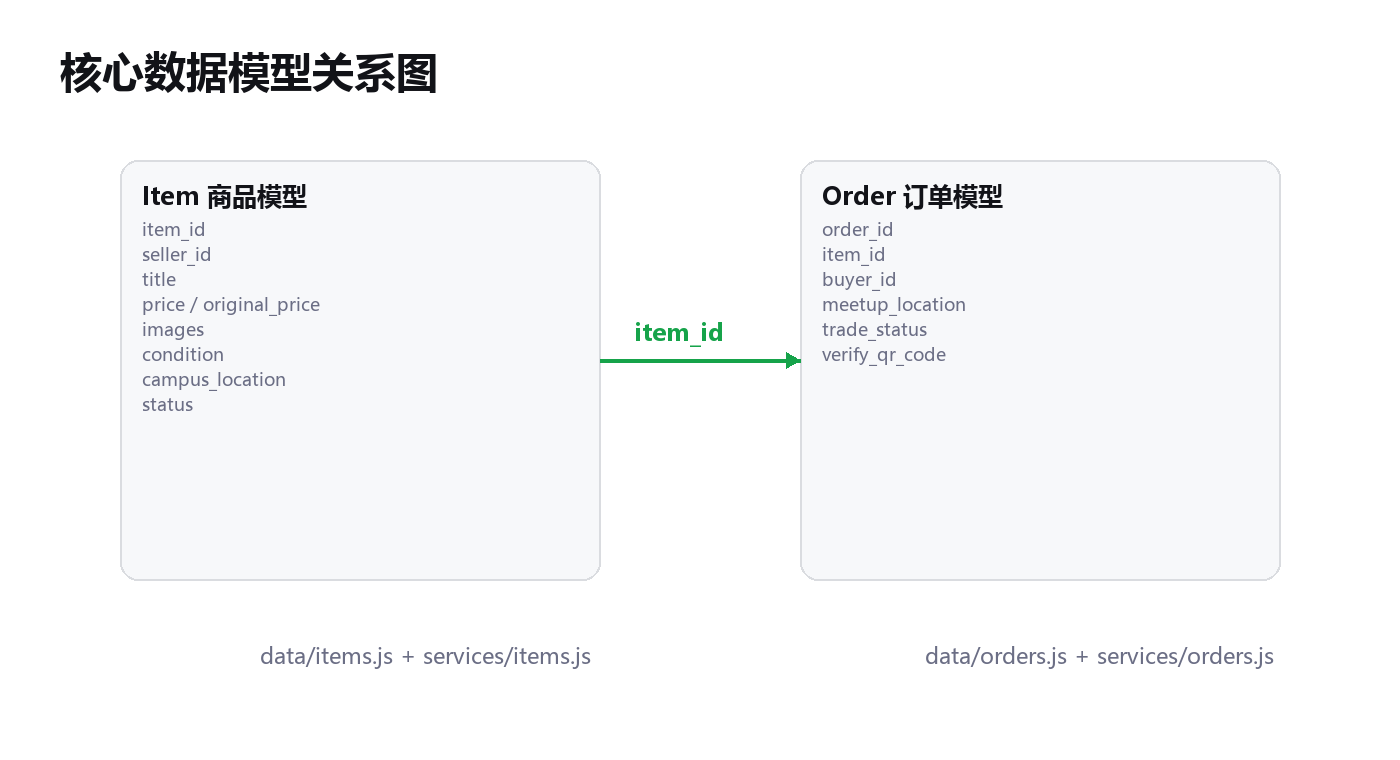 核心数据模型关系图
Item 商品模型
item_id
seller_id
title
price / original_price
images
condition
campus_location
status
item_id
Order 订单模型
order_id
item_id
buyer_id
meetup_location
trade_status
verify_qr_code
data/items.js + services/items.js
data/orders.js + services/orders.js